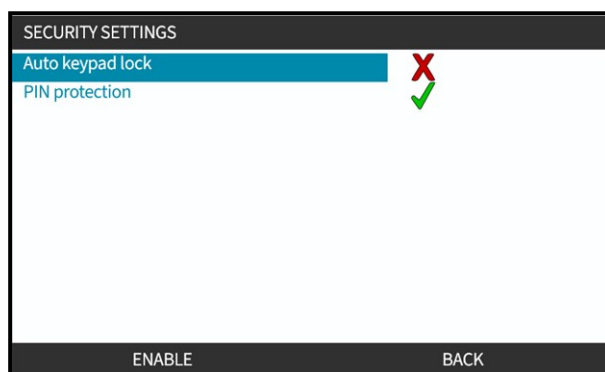 SECURITY SETTINGS
Auto keypad lock
PIN protection
ENABLE BACK